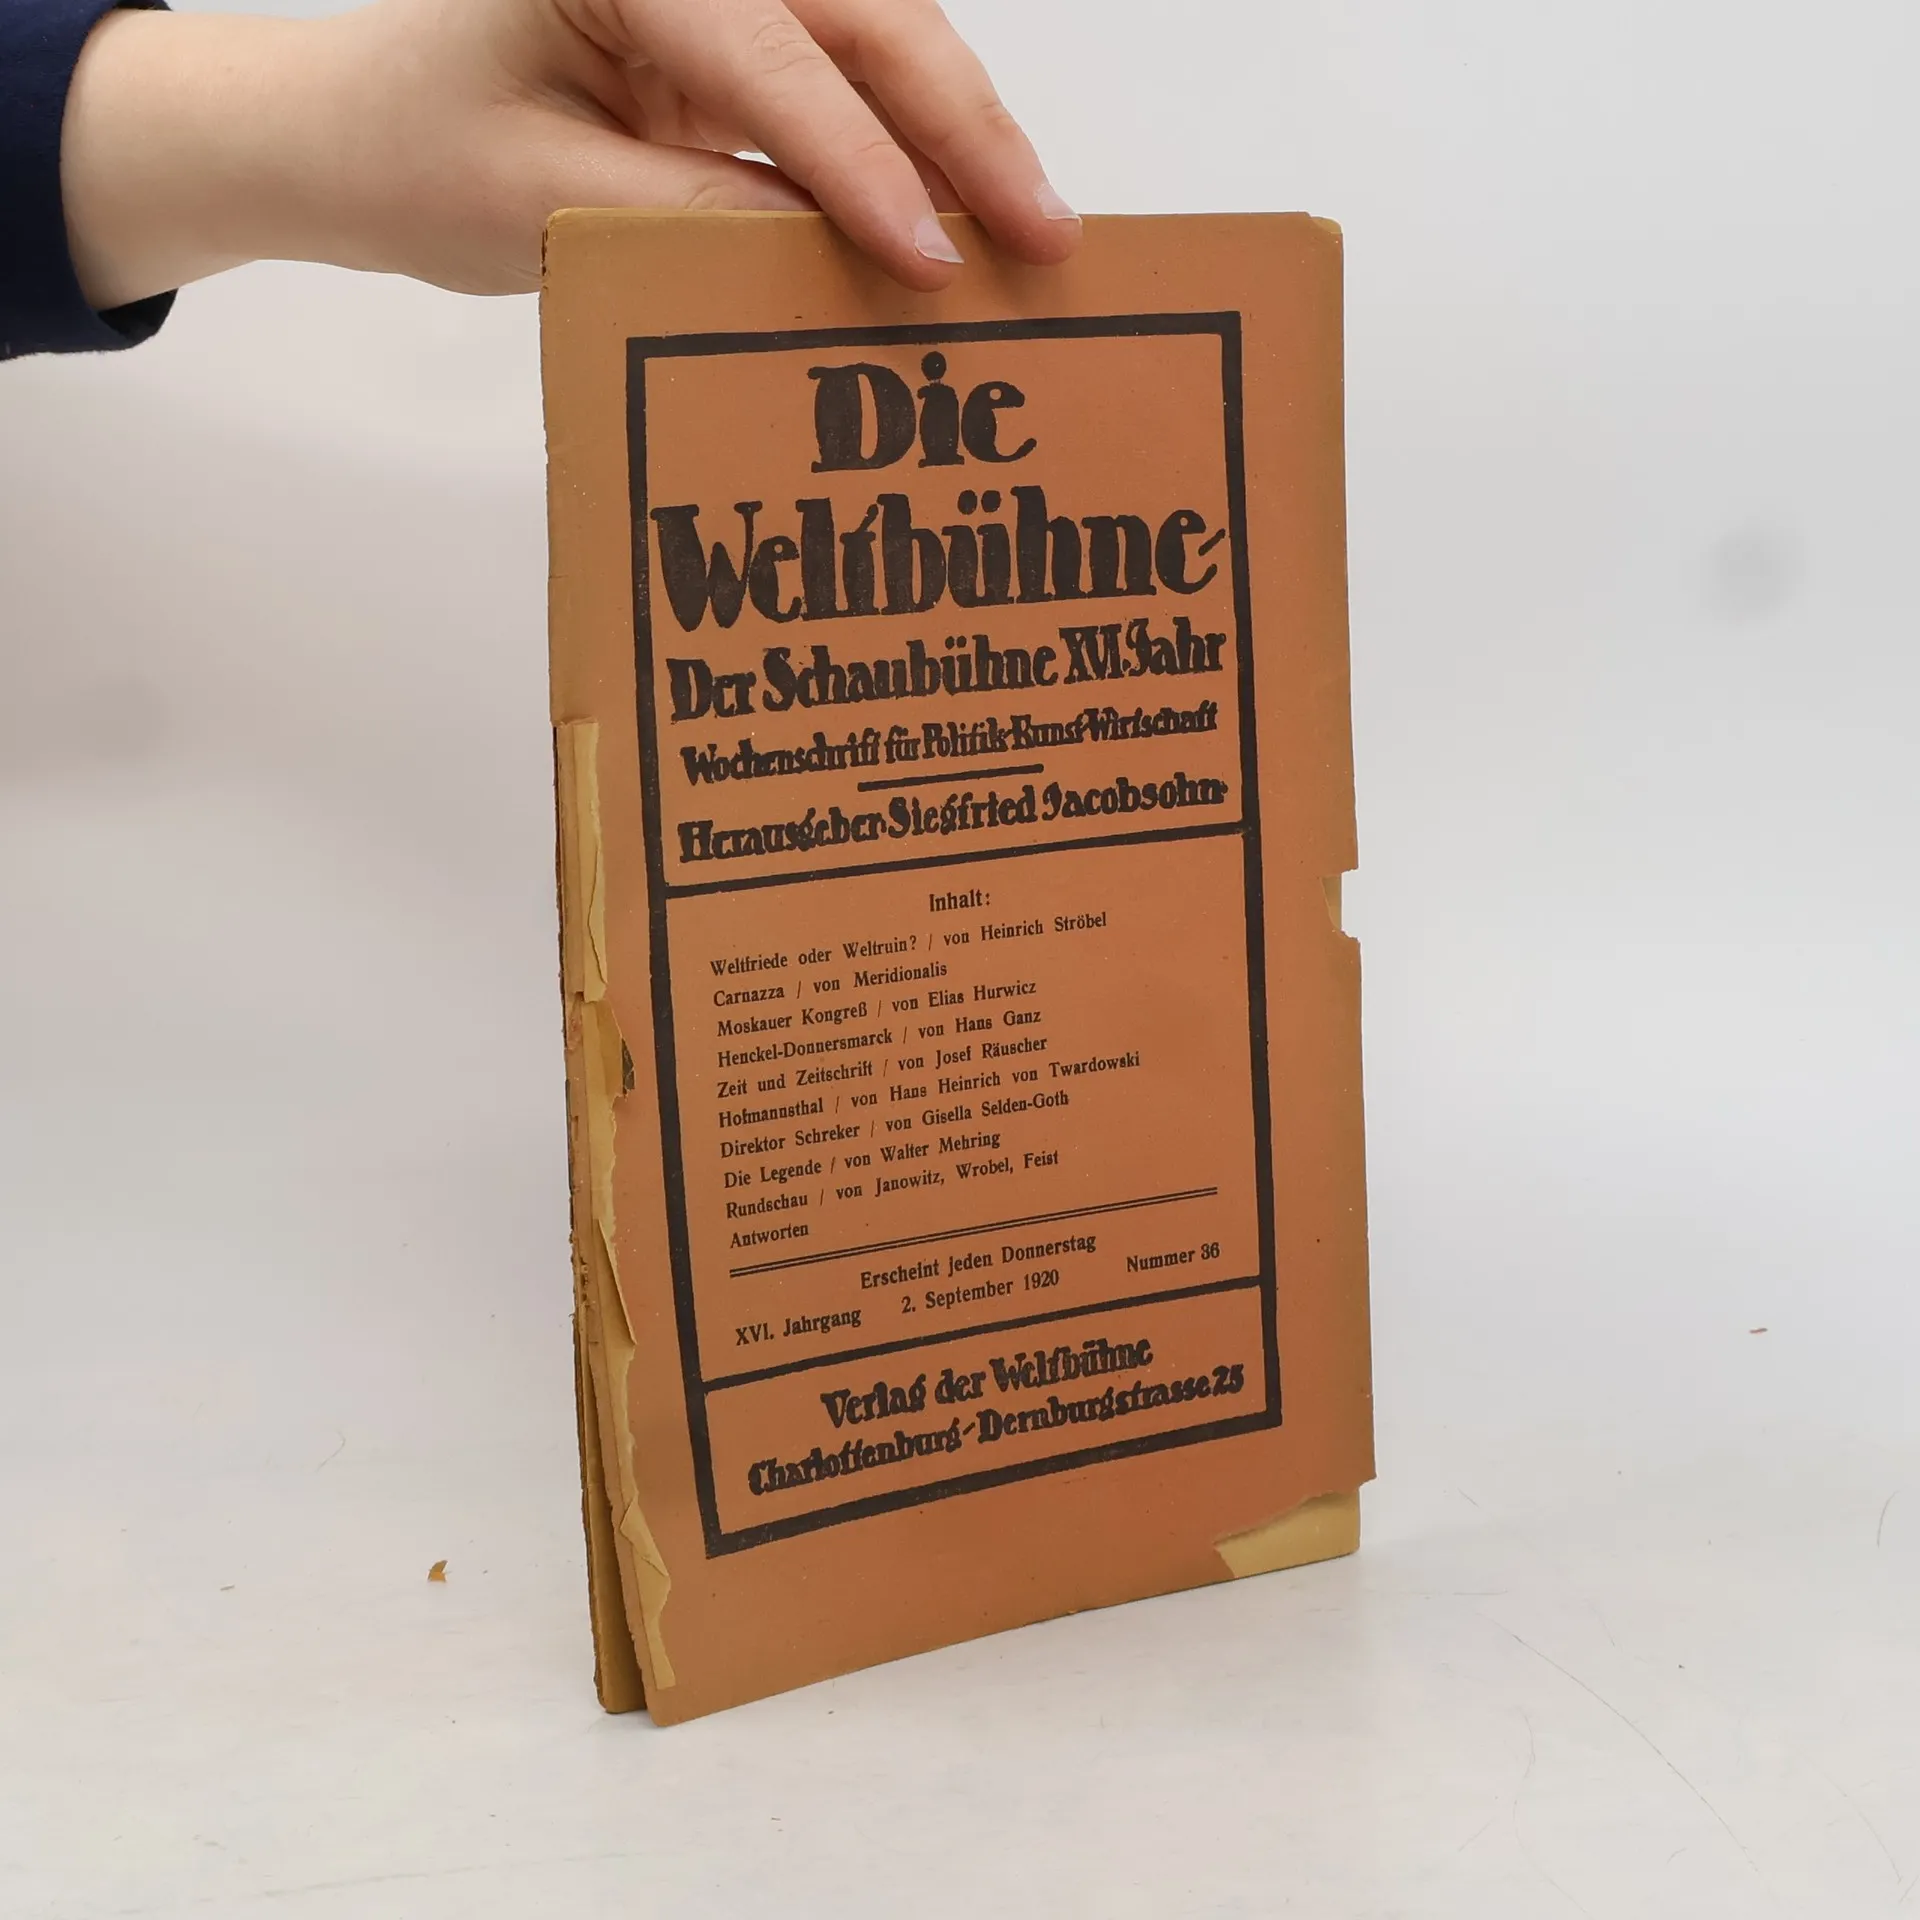 Die
Weltbühne
Der Schaubühne XVI. Jahr
Wochenschrift für Politik-Kunst-Wirtschaft
Herausgeber-Siegfried Jacobsohn
Inhalt:
Weltfriede oder Weltruin? / von Heinrich Ströbel
Carnazza / von Meridionalis
Moskauer Kongreß / von Elias Hurwicz
Henckel-Donnersmarck / von Hans Ganz
Zeit und Zeitschrift / von Josef Räuscher
Hofmannsthal / von Hans Heinrich von Twardowski
Direktor Schreker / von Gisella Selden-Goth
Die Legende / von Walter Mehring
Rundschau / von Janowitz, Wrobel, Feist
Antworten
Erscheint jeden Donnerstag
XVI. Jahrgang 2. September 1920 Nummer 36
Verlag der Weltbühne
Charlottenburg-Dernburgstrasse 25